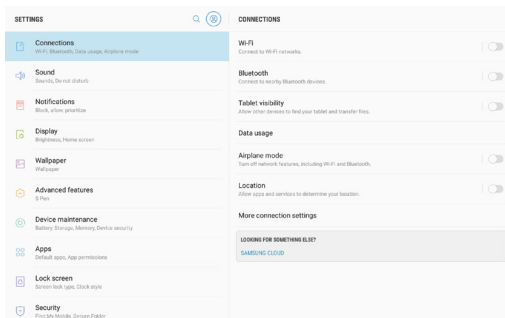 SETTINGS
Connections
Wi-Fi, Bluetooth, Data usage, Airplane mode
Sound
Sounds, Do not disturb
Notifications
Block, allow, prioritize
Display
Brightness, Home screen
Wallpaper
Wallpaper
Advanced features
S Pen
Device maintenance
Battery, Storage, Memory, Device security
Apps
Default apps, App permissions
Lock screen
Screen lock type, Clock style
Security
Find My Mobile, Secure Folder
CONNECTIONS
Wi-Fi
Connect to Wi-Fi networks.
Bluetooth
Connect to nearby Bluetooth devices.
Tablet visibility
Allow other devices to find your tablet and transfer files.
Data usage
Airplane mode
Turn off network features, including Wi-Fi and Bluetooth.
Location
Allow apps and services to determine your location.
More connection settings
LOOKING FOR SOMETHING ELSE?
SAMSUNG CLOUD